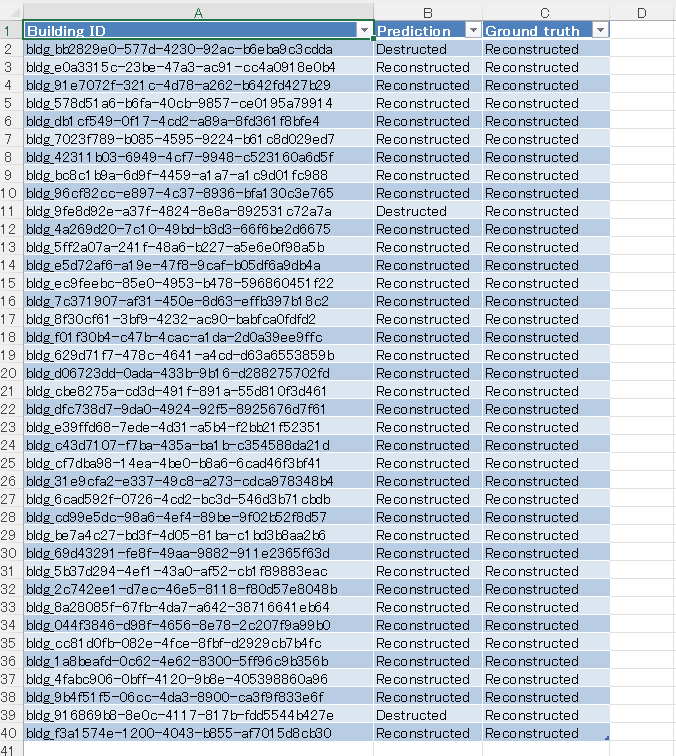 A B C D
1 Building ID Prediction Ground truth
2 bldg_bb2829e0-577d-4230-92ac-b6eba9c3cdda Destructed Reconstructed
3 bldg_e0a3315c-23be-47a3-ac91-cc4a0918e0b4 Reconstructed Reconstructed
4 bldg_91e7072f-321c-4d78-a262-b642fd427b29 Reconstructed Reconstructed
5 bldg_578d51a6-b6fa-40cb-9857-ce0195a79914 Reconstructed Reconstructed
6 bldg_db1cf549-0f17-4cd2-a89a-8fd361f8bfe4 Reconstructed Reconstructed
7 bldg_7023f789-b085-4595-9224-b61c8d029ed7 Reconstructed Reconstructed
8 bldg_42311b03-6949-4cf7-9948-c523160a6d5f Reconstructed Reconstructed
9 bldg_bc8c1b9a-6d9f-4459-a1a7-a1c9d01fc988 Reconstructed Reconstructed
10 bldg_96cf82cc-e897-4c37-8936-bfa130c3e765 Reconstructed Reconstructed
11 bldg_9fe8d92e-a37f-4824-8e8a-892531c72a7a Destructed Reconstructed
12 bldg_4a269d20-7c10-49bd-b3d3-66f6be2d6675 Reconstructed Reconstructed
13 bldg_5ff2a07a-241f-48a6-b227-a5e6e0f98a5b Reconstructed Reconstructed
14 bldg_e5d72af6-a19e-47f8-9caf-b05df6a9db4a Reconstructed Reconstructed
15 bldg_ec9feebc-85e0-4953-b478-596860451f22 Reconstructed Reconstructed
16 bldg_7c371907-af31-450e-8d63-effb397b18c2 Reconstructed Reconstructed
17 bldg_8f30cf61-3bf9-4232-ac90-babfca0fdfd2 Reconstructed Reconstructed
18 bldg_f01f30b4-c47b-4cac-a1da-2d0a39ee9ffc Reconstructed Reconstructed
19 bldg_629d71f7-478c-4641-a4cd-d63a6553859b Reconstructed Reconstructed
20 bldg_d06723dd-0ada-433b-9b16-d288275702fd Reconstructed Reconstructed
21 bldg_cbe8275a-cd3d-491f-891a-55d810f3d461 Reconstructed Reconstructed
22 bldg_dfc738d7-9da0-4924-92f5-8925676d7f61 Reconstructed Reconstructed
23 bldg_e39ffd68-7ede-4d31-a5b4-f2bb21f52351 Reconstructed Reconstructed
24 bldg_c43d7107-f7ba-435a-ba1b-c354588da21d Reconstructed Reconstructed
25 bldg_cf7dba98-14ea-4be0-b8a6-6cad46f3bf41 Reconstructed Reconstructed
26 bldg_31e9cfa2-e337-49c8-a273-cdca978348b4 Reconstructed Reconstructed
27 bldg_6cad592f-0726-4cd2-bc3d-546d3b71cbdb Reconstructed Reconstructed
28 bldg_cd99e5dc-98a6-4ef4-89be-9f02b52f8d57 Reconstructed Reconstructed
29 bldg_be7a4c27-bd3f-4d05-81ba-c1bd3b8aa2b6 Reconstructed Reconstructed
30 bldg_69d43291-fe8f-49aa-9882-911e2365f63d Reconstructed Reconstructed
31 bldg_5b37d294-4ef1-43a0-af52-cb1f89883eac Reconstructed Reconstructed
32 bldg_2c742ee1-d7ec-46e5-8118-f80d57e8048b Reconstructed Reconstructed
33 bldg_8a28085f-67fb-4da7-a642-38716641eb64 Reconstructed Reconstructed
34 bldg_044f3846-d98f-4656-8e78-2c207f9a99b0 Reconstructed Reconstructed
35 bldg_cc81d0fb-082e-4fce-8fbf-d2929cb7b4fc Reconstructed Reconstructed
36 bldg_1a8beafd-0c62-4e62-8300-5ff96c9b356b Reconstructed Reconstructed
37 bldg_4fabc906-0bff-4120-9b8e-405398860a96 Reconstructed Reconstructed
38 bldg_9b4f51f5-06cc-4da3-8900-ca3f9f833e6f Reconstructed Reconstructed
39 bldg_916869b8-8e0c-4117-817b-fdd5544b427e Destructed Reconstructed
40 bldg_f3a1574e-1200-4043-b855-af7015d8cb30 Reconstructed Reconstructed
41